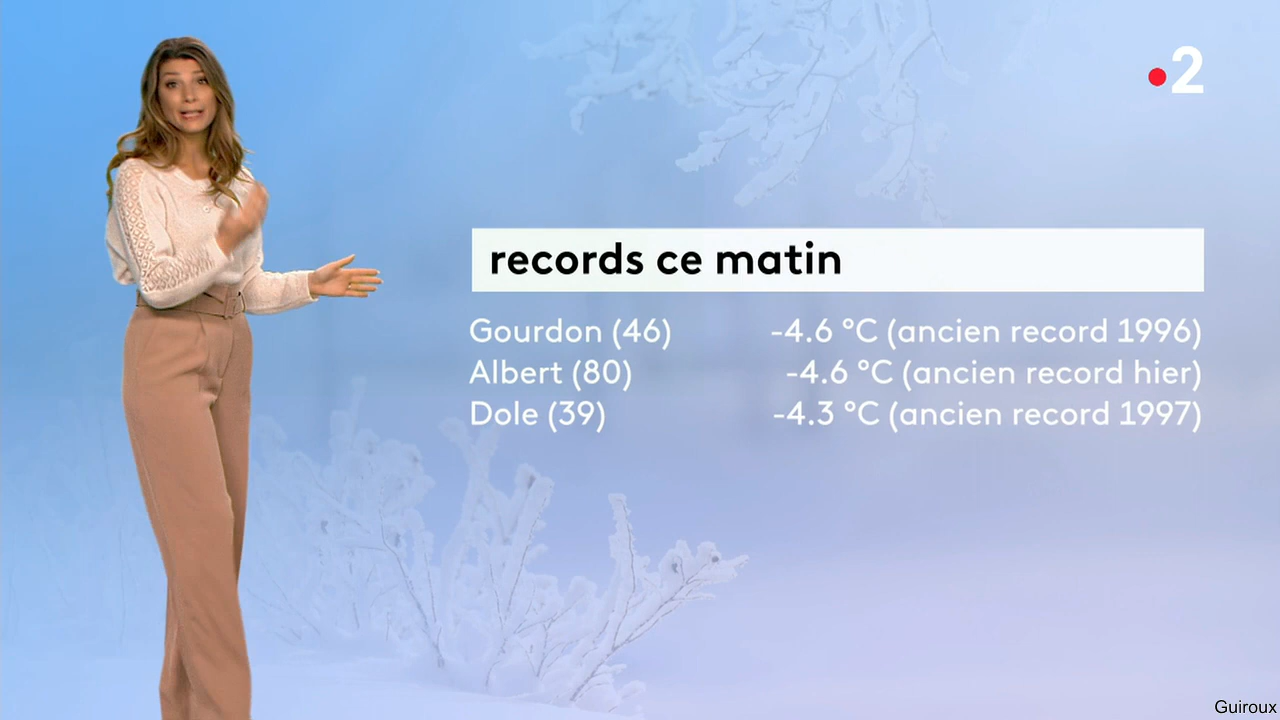 2
records ce matin
Gourdon (46) -4.6 °C (ancien record 1996)
Albert (80) -4.6 °C (ancien record hier)
Dole (39) -4.3 °C (ancien record 1997)
Guiroux